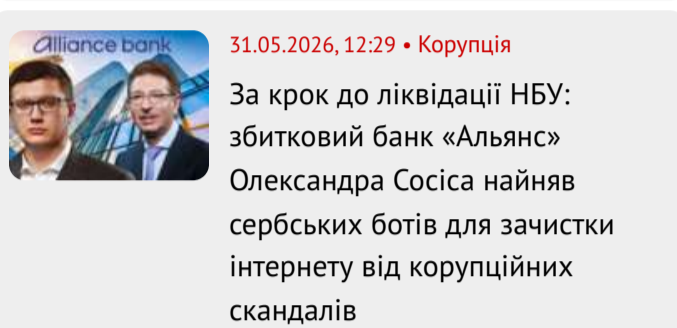 Alliance bank
31.05.2026, 12:29 • Корупція
За крок до ліквідації НБУ:
збитковий банк «Альянс»
Олександра Сосіса найняв
сербських ботів для зачистки
інтернету від корупційних
скандалів